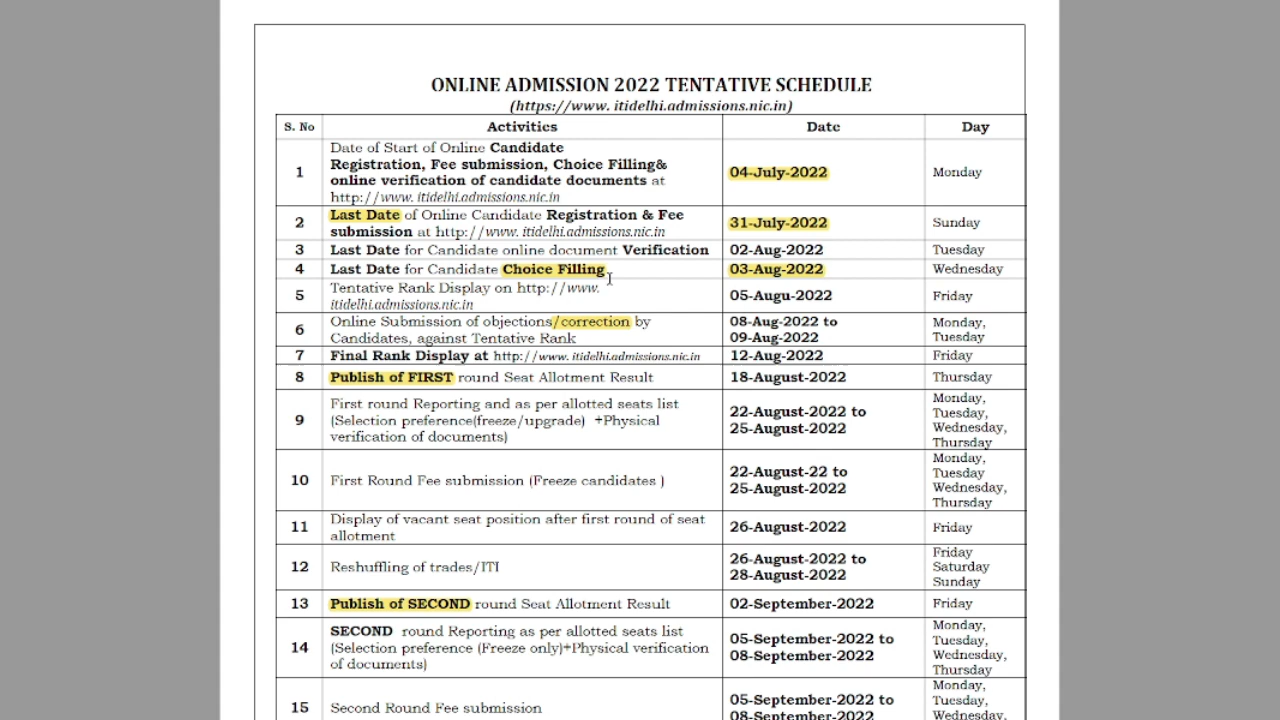 ONLINE ADMISSION 2022 TENTATIVE SCHEDULE
(https://www. itidelhi.admissions.nic.in)
S. No Activities Date Day
1 Date of Start of Online Candidate
Registration, Fee submission, Choice Filling&
online verification of candidate documents at
http://www. itidelhi.admissions.nic.in
04-July-2022 Monday
2 Last Date of Online Candidate Registration & Fee
submission at http://www. itidelhi.admissions.nic.in
31-July-2022 Sunday
3 Last Date for Candidate online document Verification 02-Aug-2022 Tuesday
4 Last Date for Candidate Choice Filling 03-Aug-2022 Wednesday
5 Tentative Rank Display on http://www.
itidelhi.admissions.nic.in
05-Augu-2022 Friday
6 Online Submission of objections/correction by
Candidates, against Tentative Rank
08-Aug-2022 to
09-Aug-2022
Monday,
Tuesday
7 Final Rank Display at http://www. itidelhi.admissions.nic.in 12-Aug-2022 Friday
8 Publish of FIRST round Seat Allotment Result 18-August-2022 Thursday
9 First round Reporting and as per allotted seats list
(Selection preference(freeze/upgrade) +Physical
verification of documents)
22-August-2022 to
25-August-2022
Monday,
Tuesday,
Wednesday,
Thursday
10 First Round Fee submission (Freeze candidates )
22-August-22 to
25-August-2022
Monday,
Tuesday
Wednesday,
Thursday
11 Display of vacant seat position after first round of seat
allotment
26-August-2022 Friday
12 Reshuffling of trades/ITI
26-August-2022 to
28-August-2022
Friday
Saturday
Sunday
13 Publish of SECOND round Seat Allotment Result 02-September-2022 Friday
14 SECOND round Reporting as per allotted seats list
(Selection preference (Freeze only)+Physical verification
of documents)
05-September-2022 to
08-September-2022
Monday,
Tuesday,
Wednesday,
Thursday
15 Second Round Fee submission
05-September-2022 to
08-September-2022
Monday,
Tuesday,
Wednesday,